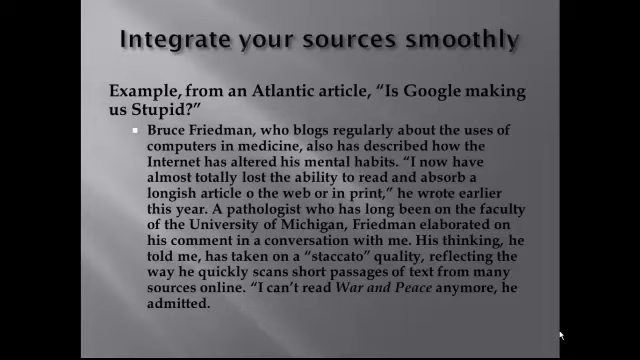 Integrate your sources smoothly
Example, from an Atlantic article, “Is Google making
us Stupid?”
Bruce Friedman, who blogs regularly about the uses of
computers in medicine, also has described how the
Internet has altered his mental habits. “I now have
almost totally lost the ability to read and absorb a
longish article o the web or in print,” he wrote earlier
this year. A pathologist who has long been on the faculty
of the University of Michigan, Friedman elaborated on
his comment in a conversation with me. His thinking, he
told me, has taken on a “staccato” quality, reflecting the
way he quickly scans short passages of text from many
sources online. “I can’t read War and Peace anymore, he
admitted.